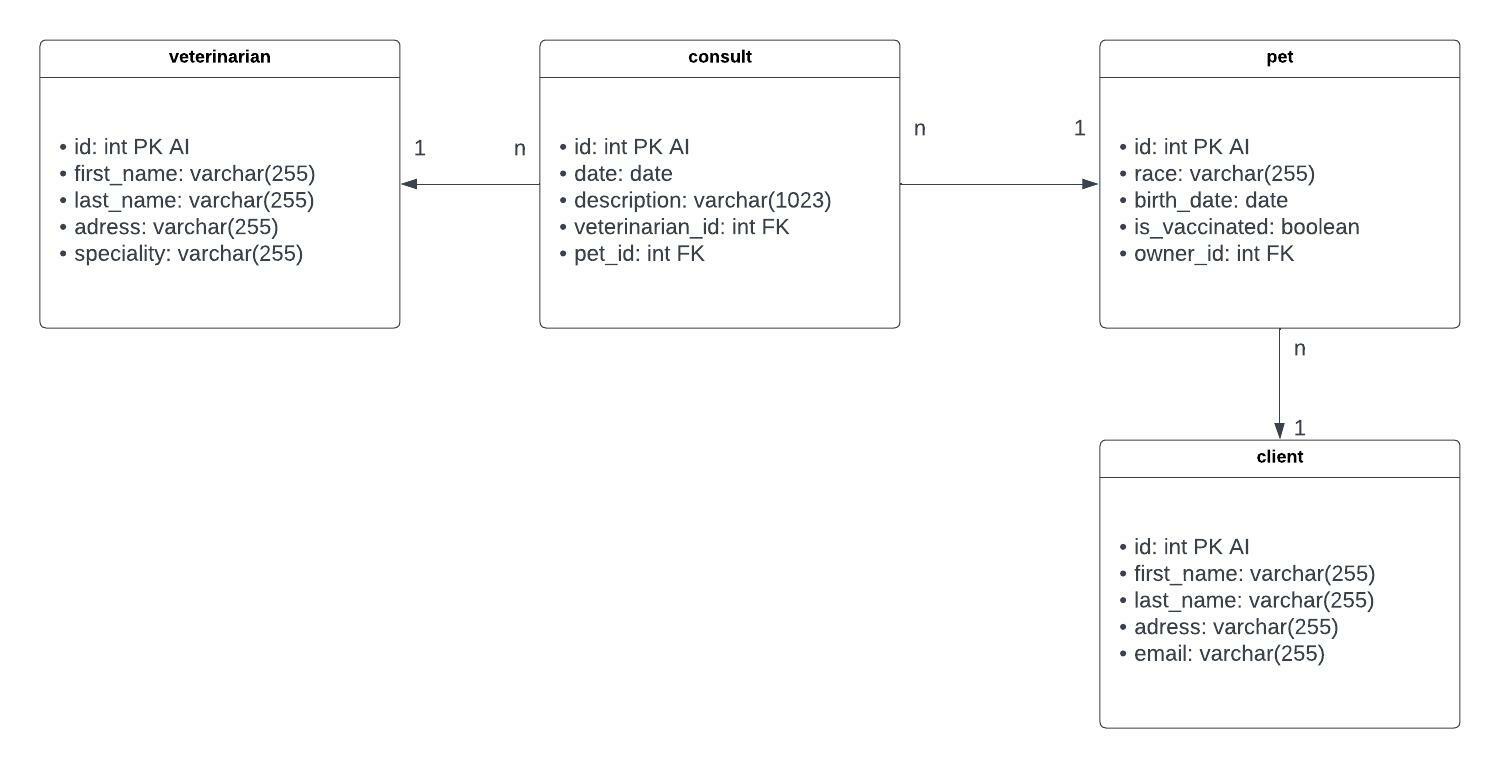 veterinarian
• id: int PK AI
• first_name: varchar(255)
• last_name: varchar(255)
• adress: varchar(255)
• speciality: varchar(255)
1
n
consult
• id: int PK AI
• date: date
• description: varchar(1023)
• veterinarian_id: int FK
• pet_id: int FK
n
1
pet
• id: int PK AI
• race: varchar(255)
• birth_date: date
• is_vaccinated: boolean
• owner_id: int FK
n
1
client
• id: int PK AI
• first_name: varchar(255)
• last_name: varchar(255)
• adress: varchar(255)
• email: varchar(255)